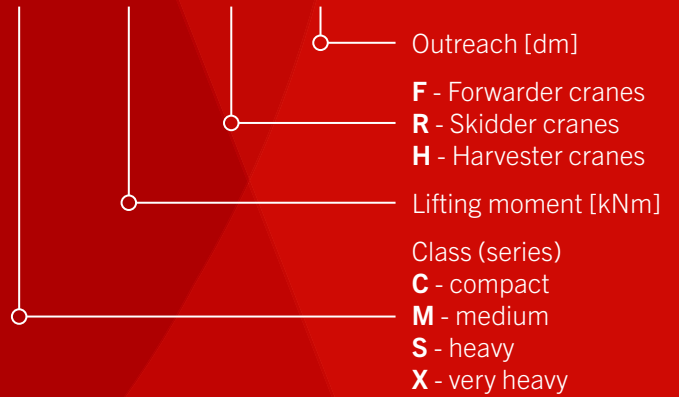 Outreach [dm]
F - Forwarder cranes
R - Skidder cranes
H - Harvester cranes
Lifting moment [kNm]
Class (series)
C - compact
M - medium
S - heavy
X - very heavy